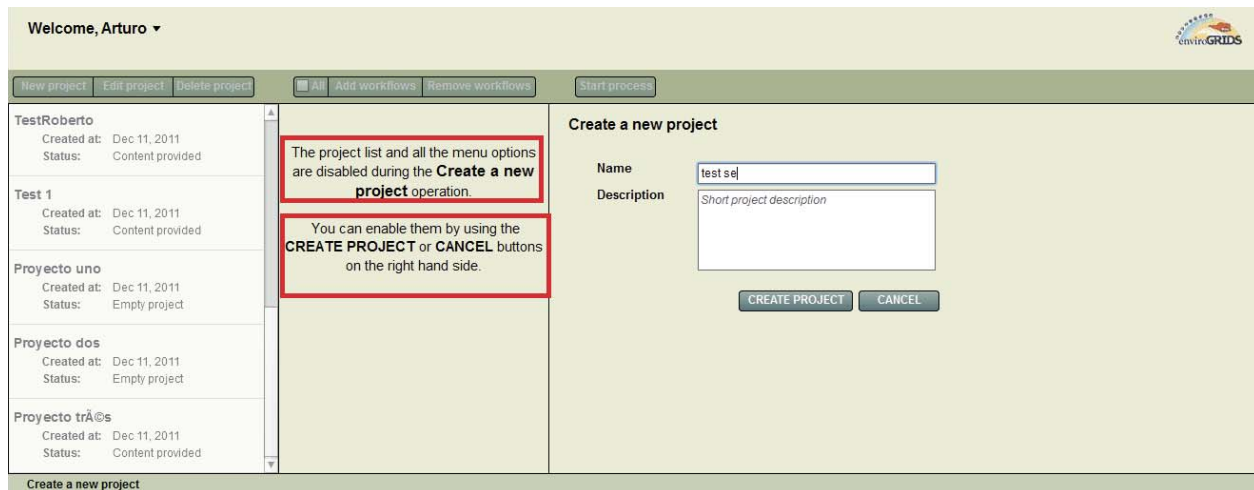 Welcome, Arturo
enviroGRIDS
New project Edit project Delete project
All Add workflows Remove workflows
Start process
TestRoberto
Created at: Dec 11, 2011
Status: Content provided
Test 1
Created at: Dec 11, 2011
Status: Content provided
Proyecto uno
Created at: Dec 11, 2011
Status: Empty project
Proyecto dos
Created at: Dec 11, 2011
Status: Empty project
Proyecto trÃ©s
Created at: Dec 11, 2011
Status: Content provided
The project list and all the menu options
are disabled during the Create a new
project operation.
You can enable them by using the
CREATE PROJECT or CANCEL buttons
on the right hand side.
Create a new project
Name
test se
Description
Short project description
CREATE PROJECT CANCEL
Create a new project